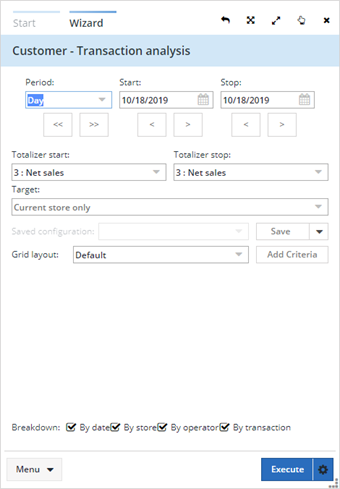 Start Wizard
Customer - Transaction analysis
Period: Start: Stop:
Day 10/18/2019 10/18/2019
<< >> < > < >
Totalizer start: Totalizer stop:
3 : Net sales 3 : Net sales
Target:
Current store only
Saved configuration: Save
Grid layout: Default Add Criteria
Breakdown: By date By store By operator By transaction
Menu Execute